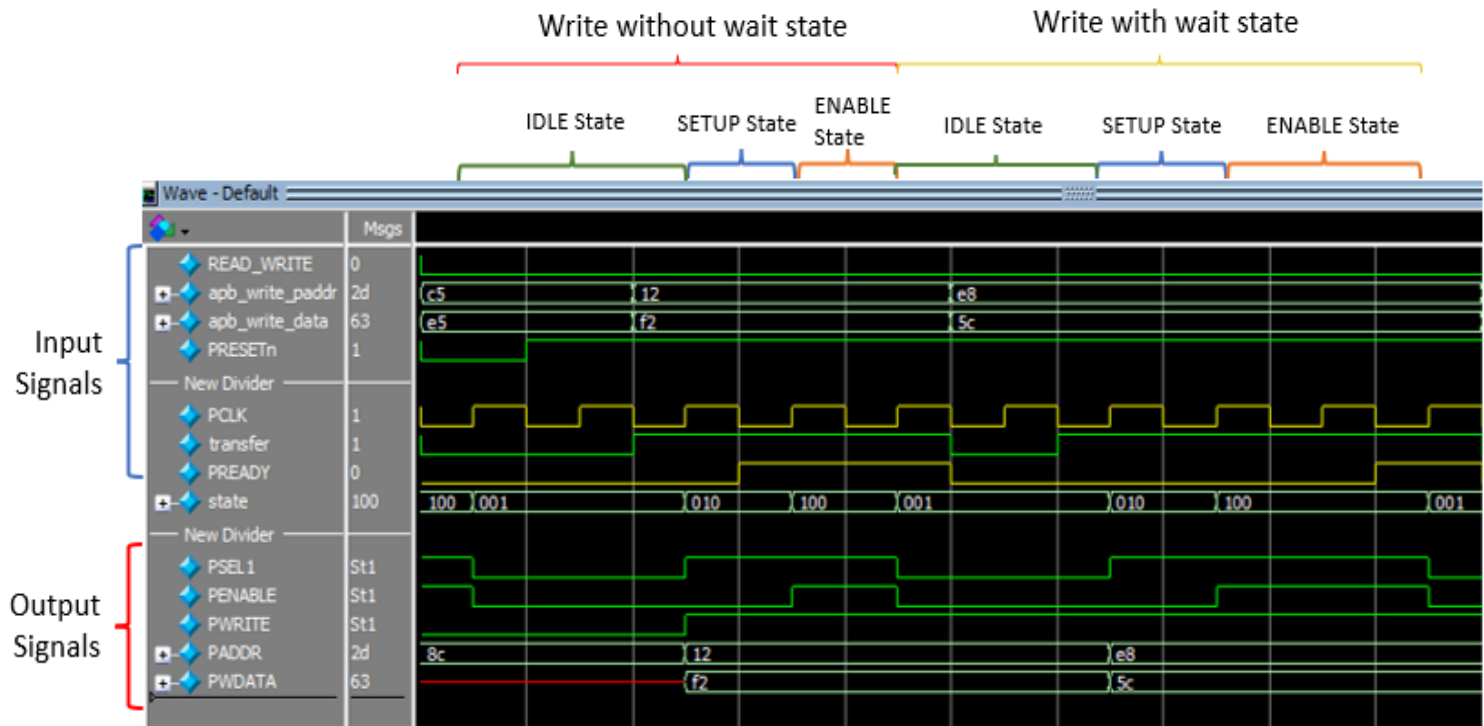 Write without wait state
Write with wait state
IDLE State
SETUP State
ENABLE
State
IDLE State
SETUP State
ENABLE State
Wave - Default
Msgs
Input
Signals
READ_WRITE 0
apb_write_paddr 2d c5 12 e8
apb_write_data 63 e5 f2 5c
PRESETn 1
New Divider
PCLK 1
transfer 1
PREADY 0
state 100 100 001 010 100 001 010 100 001
New Divider
Output
Signals
PSEL1 St1
PENABLE St1
PWRITE St1
PADDR 2d 8c 12 e8
PWDATA 63 f2 5c